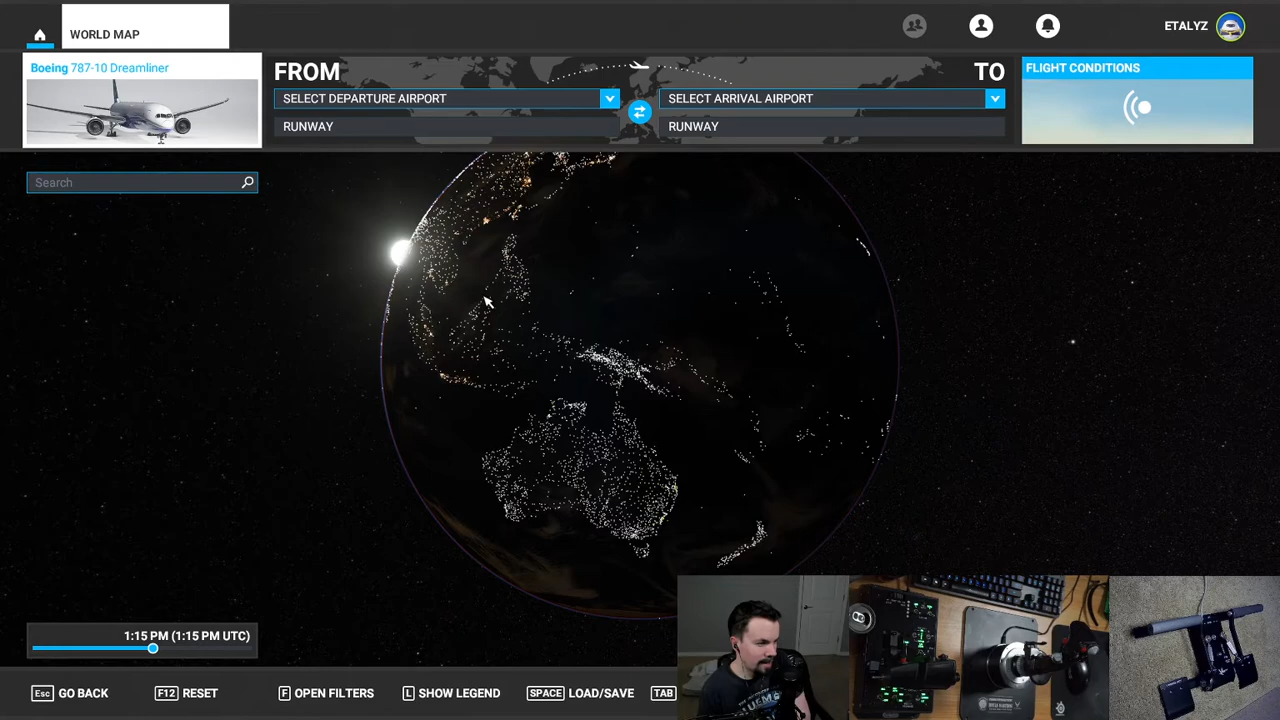 WORLD MAP
ETALYZ
Boeing 787-10 Dreamliner
FROM
TO
FLIGHT CONDITIONS
SELECT DEPARTURE AIRPORT
SELECT ARRIVAL AIRPORT
RUNWAY
RUNWAY
Search
1:15 PM (1:15 PM UTC)
Esc GO BACK
F12 RESET
F OPEN FILTERS
L SHOW LEGEND
SPACE LOAD/SAVE
TAB